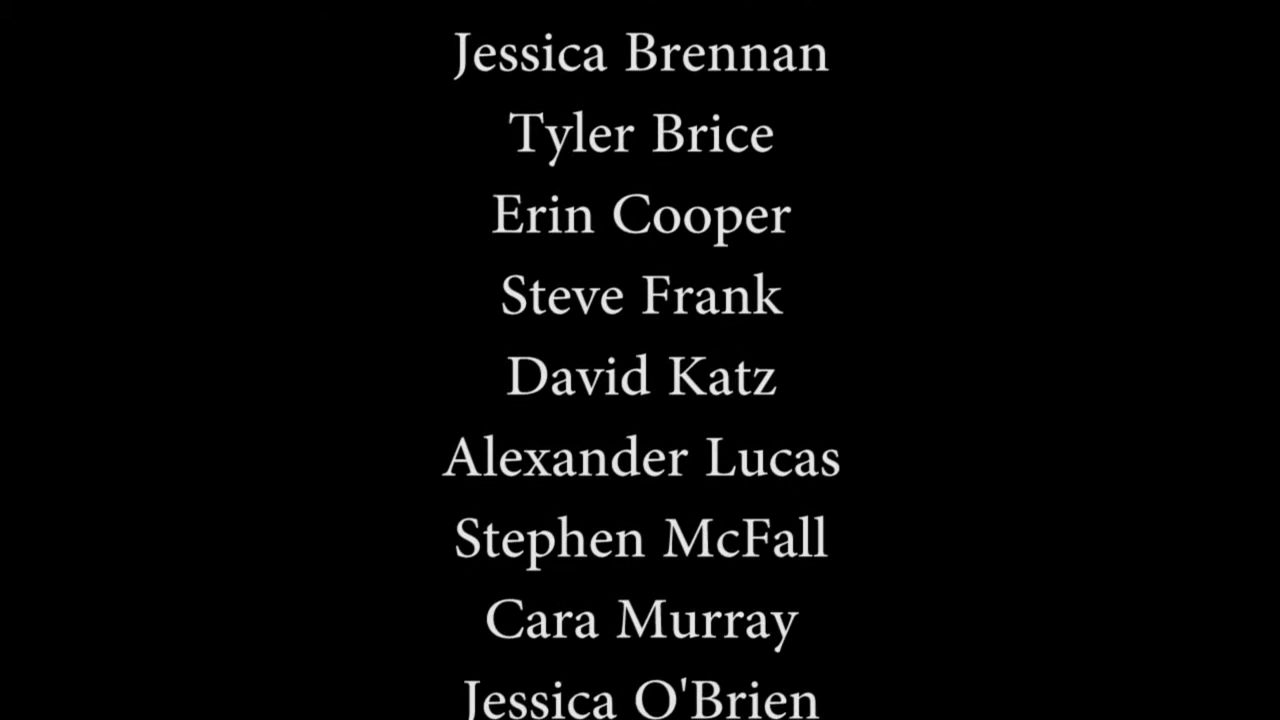 Jessica Brennan
Tyler Brice
Erin Cooper
Steve Frank
David Katz
Alexander Lucas
Stephen McFall
Cara Murray
Jessica O'Brien